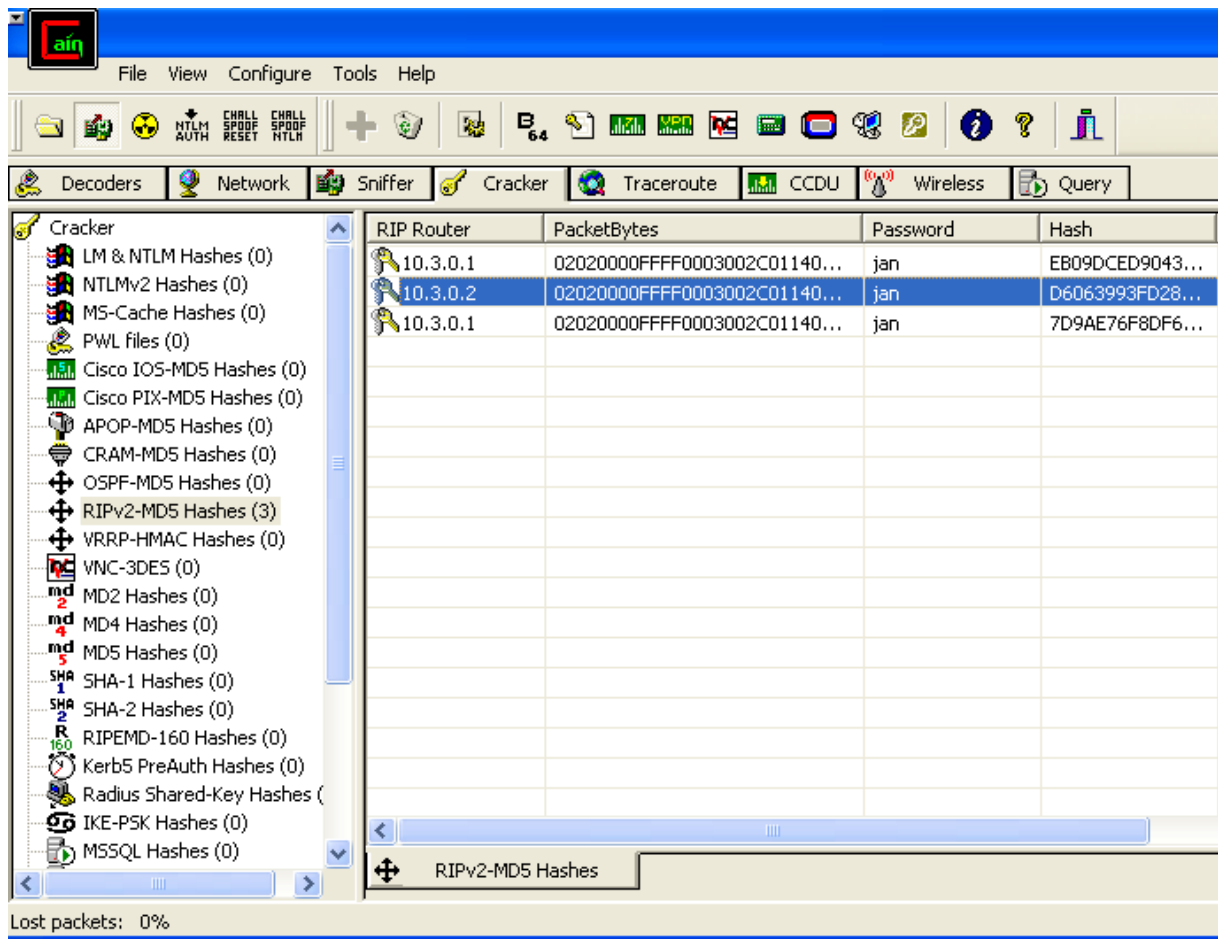 Cain
File View Configure Tools Help
NTLM AUTH CHALL SPOOF RESET CHALL SPOOF NTLM B64
Decoders Network Sniffer Cracker Traceroute CCDU Wireless Query
Cracker
LM & NTLM Hashes (0)
NTLMv2 Hashes (0)
MS-Cache Hashes (0)
PWL files (0)
Cisco IOS-MD5 Hashes (0)
Cisco PIX-MD5 Hashes (0)
APOP-MD5 Hashes (0)
CRAM-MD5 Hashes (0)
OSPF-MD5 Hashes (0)
RIPv2-MD5 Hashes (3)
VRRP-HMAC Hashes (0)
VNC-3DES (0)
md2 MD2 Hashes (0)
md4 MD4 Hashes (0)
md5 MD5 Hashes (0)
SHA1 SHA-1 Hashes (0)
SHA2 SHA-2 Hashes (0)
R160 RIPEMD-160 Hashes (0)
Kerb5 PreAuth Hashes (0)
Radius Shared-Key Hashes (
IKE-PSK Hashes (0)
MSSQL Hashes (0)
RIP Router PacketBytes Password Hash
10.3.0.1 02020000FFFF0003002C01140... jan EB09DCED9043...
10.3.0.2 02020000FFFF0003002C01140... jan D6063993FD28...
10.3.0.1 02020000FFFF0003002C01140... jan 7D9AE76F8DF6...
RIPv2-MD5 Hashes
Lost packets: 0%